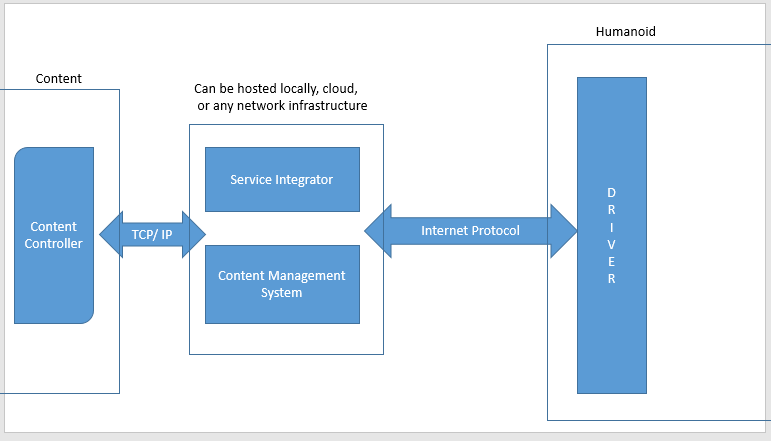 Humanoid
Content
Can be hosted locally, cloud,
or any network infrastructure
Service Integrator
Content
Controller
TCP/ IP
Internet Protocol
Content Management
System
D
R
I
V
E
R